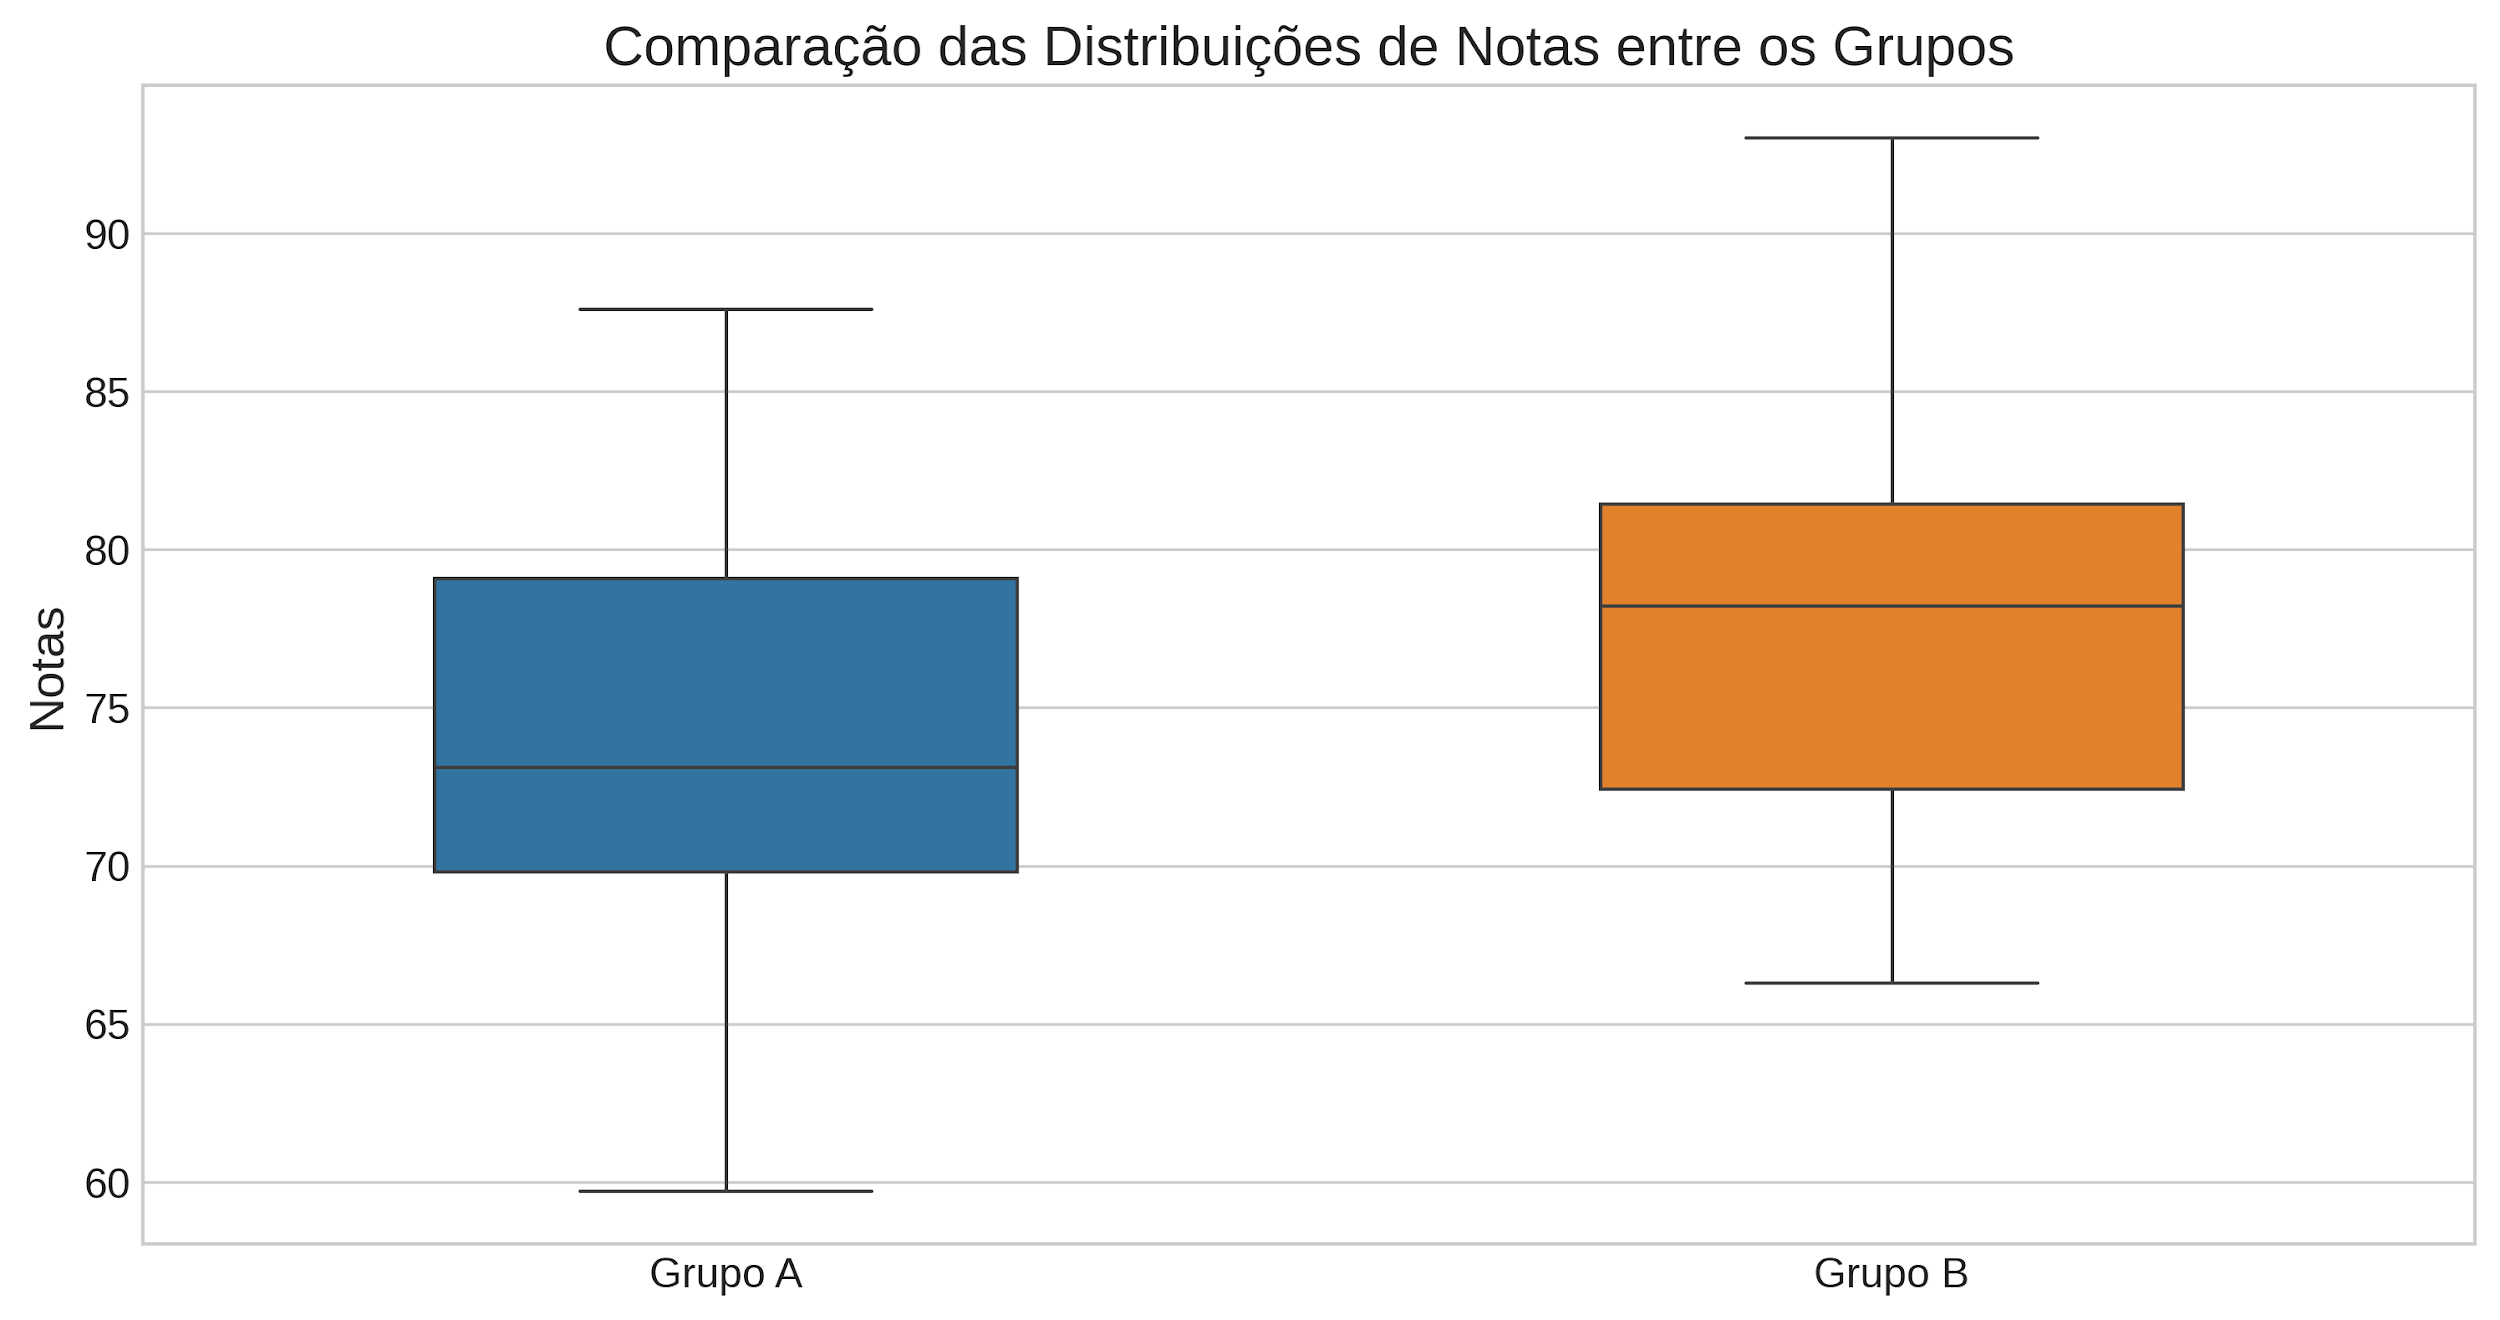 Comparação das Distribuições de Notas entre os Grupos
Notas
90
85
80
75
70
65
60
Grupo A
Grupo B